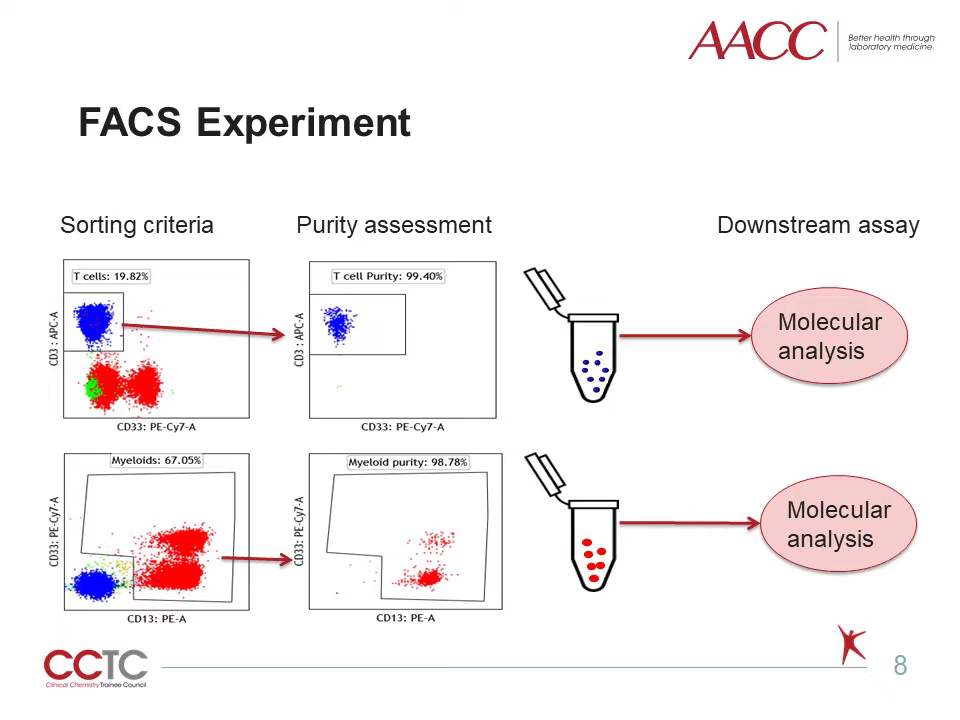 AACC
Better health through
laboratory medicine.
FACS Experiment
Sorting criteria
Purity assessment
Downstream assay
T cells: 19.82%
CD3 : APC-A
CD33: PE-Cy7-A
T cell Purity: 99.40%
CD3 : APC-A
CD33: PE-Cy7-A
Molecular
analysis
Myeloids: 67.05%
CD33: PE-Cy7-A
CD13: PE-A
Myeloid purity: 98.78%
CD33: PE-Cy7-A
CD13: PE-A
Molecular
analysis
CCTC
Clinical Chemistry Trainee Council
8